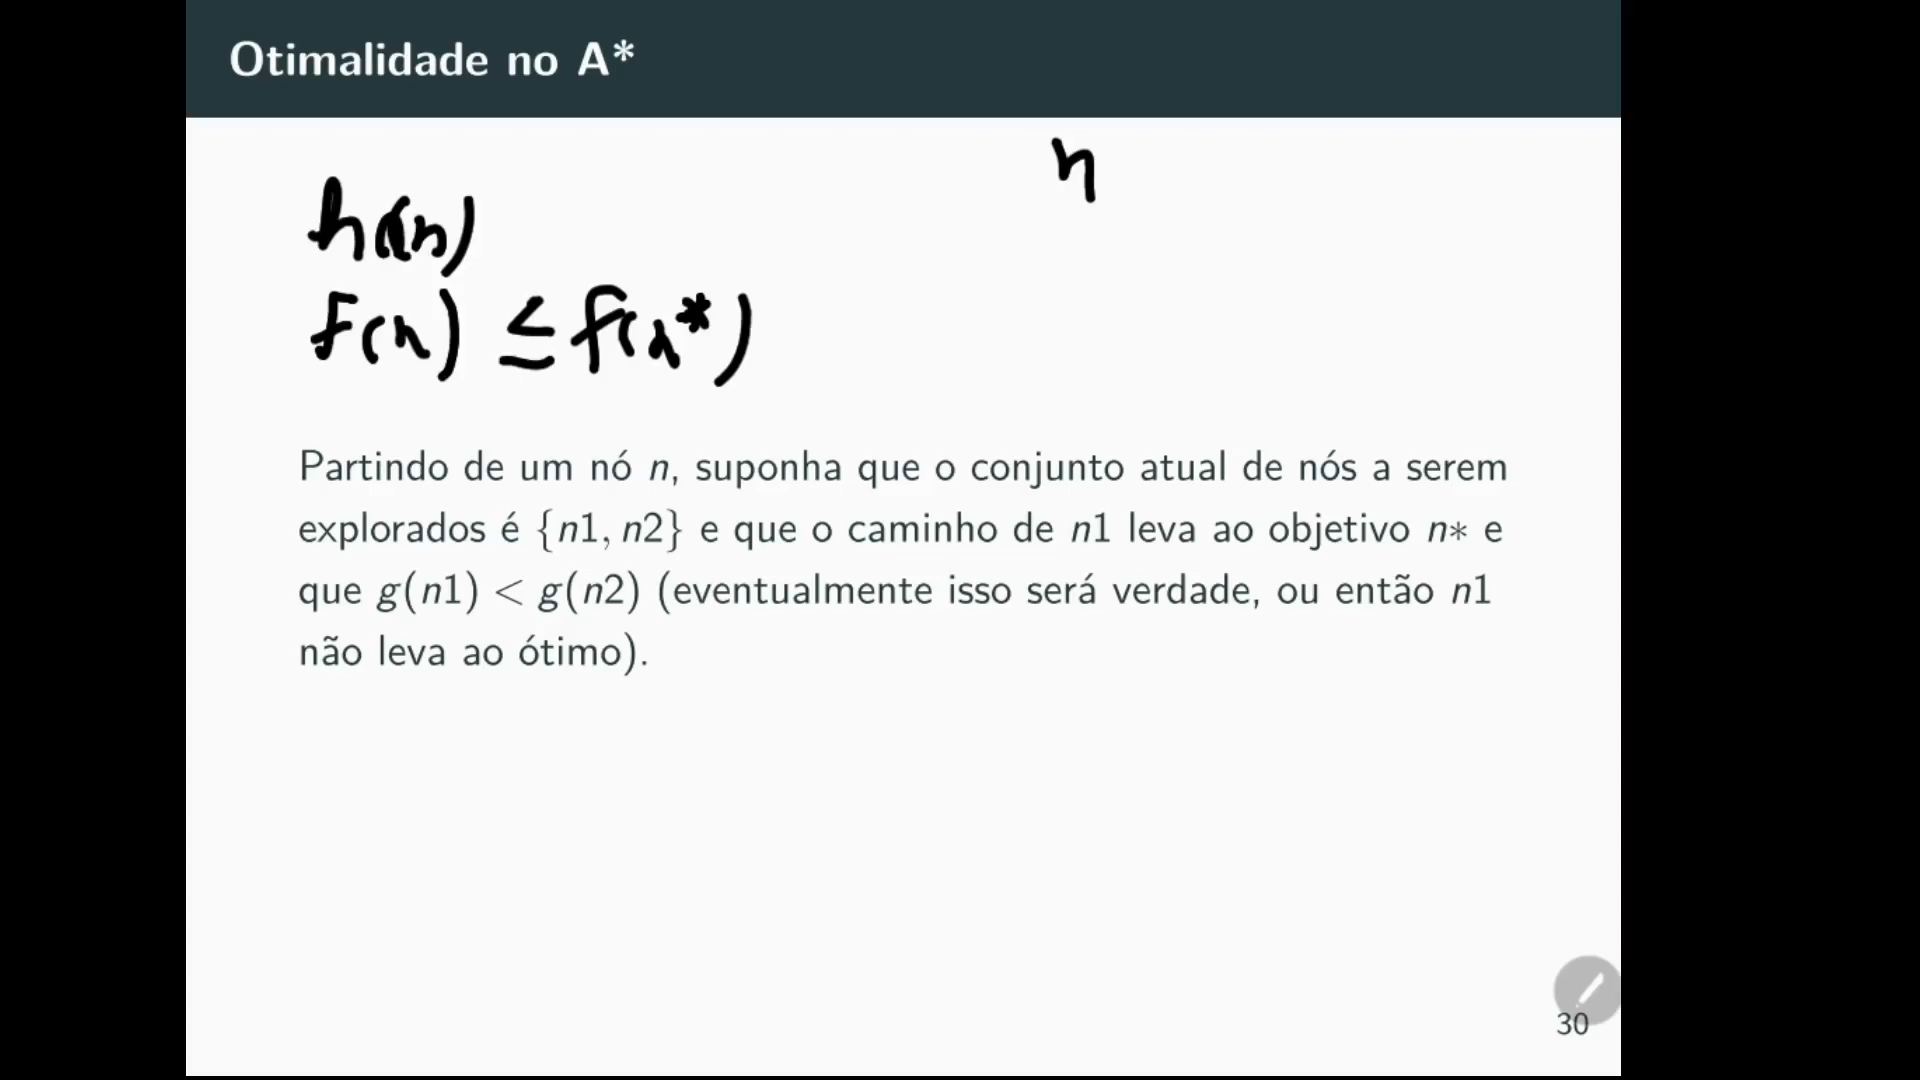 Otimalidade no A*
n
h(n)
f(n) ≤ f(n*)
Partindo de um nó n, suponha que o conjunto atual de nós a serem
explorados é {n1, n2} e que o caminho de n1 leva ao objetivo n* e
que g(n1) < g(n2) (eventualmente isso será verdade, ou então n1
não leva ao ótimo).
30